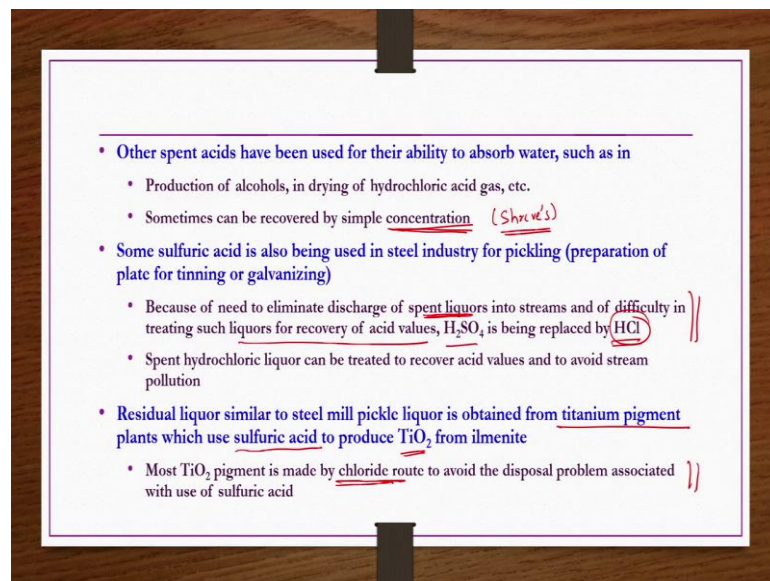 • Other spent acids have been used for their ability to absorb water, such as in
• Production of alcohols, in drying of hydrochloric acid gas, etc.
• Sometimes can be recovered by simple concentration (Shreve's)
• Some sulfuric acid is also being used in steel industry for pickling (preparation of
plate for tinning or galvanizing)
• Because of need to eliminate discharge of spent liquors into streams and of difficulty in
treating such liquors for recovery of acid values, H₂SO₄ is being replaced by HCl
• Spent hydrochloric liquor can be treated to recover acid values and to avoid stream
pollution
• Residual liquor similar to steel mill pickle liquor is obtained from titanium pigment
plants which use sulfuric acid to produce TiO₂ from ilmenite
• Most TiO₂ pigment is made by chloride route to avoid the disposal problem associated
with use of sulfuric acid